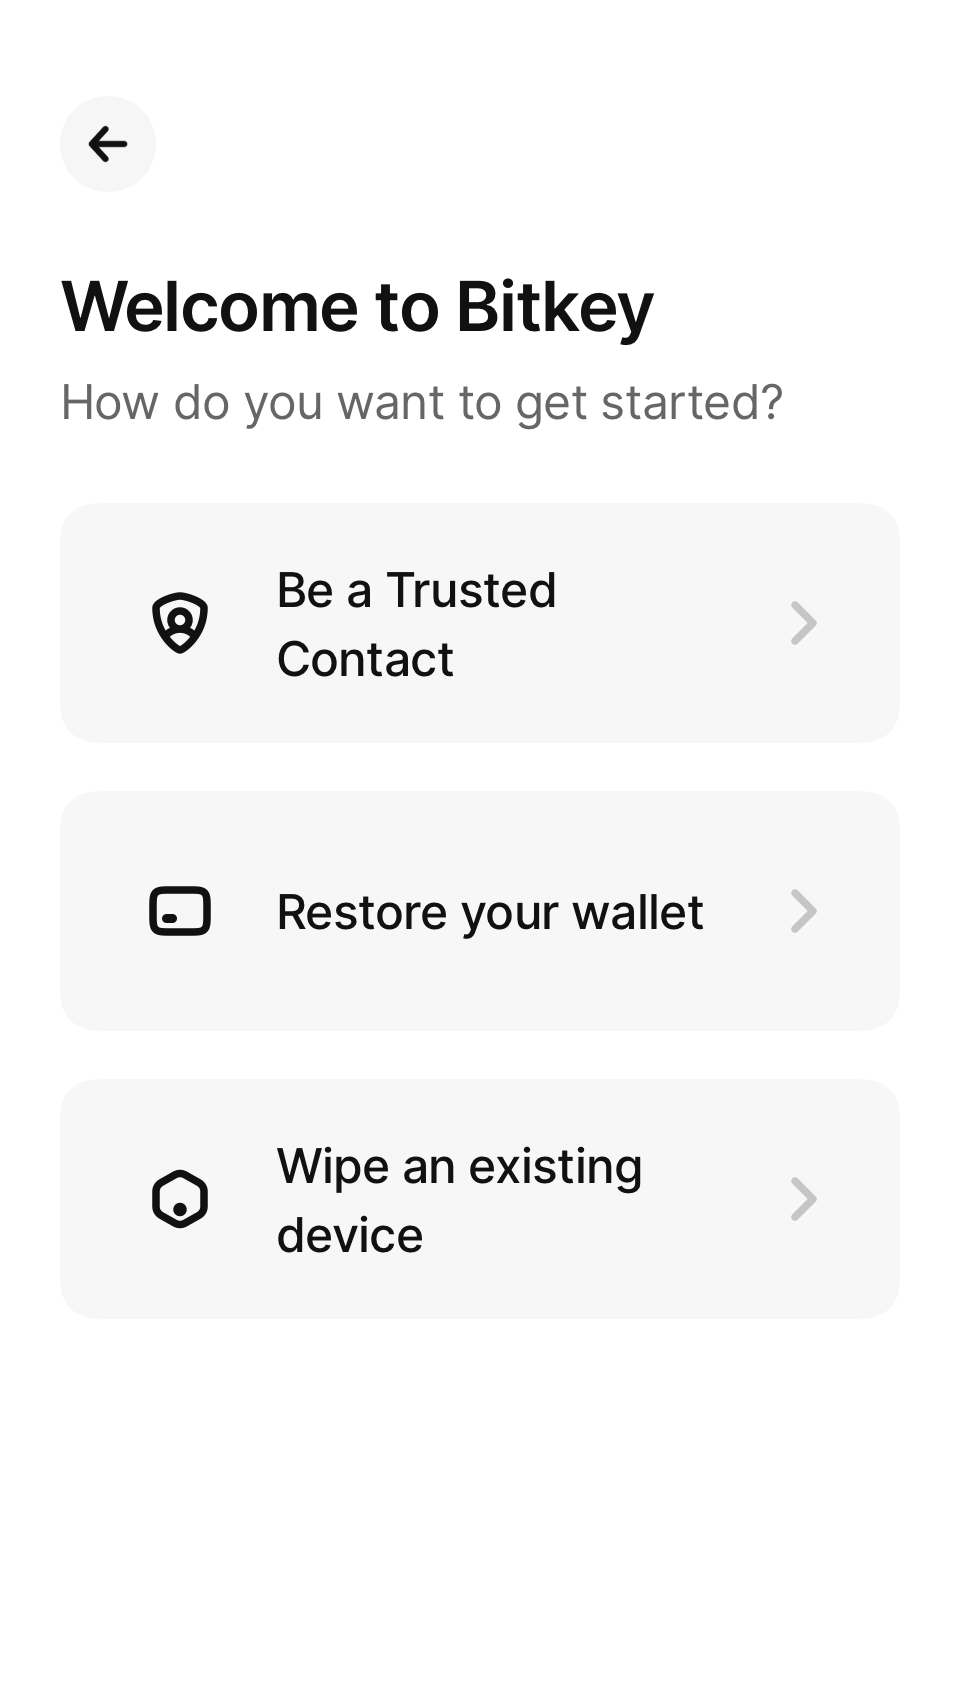 Welcome to Bitkey
How do you want to get started?
Be a Trusted
Contact
Restore your wallet
Wipe an existing
device